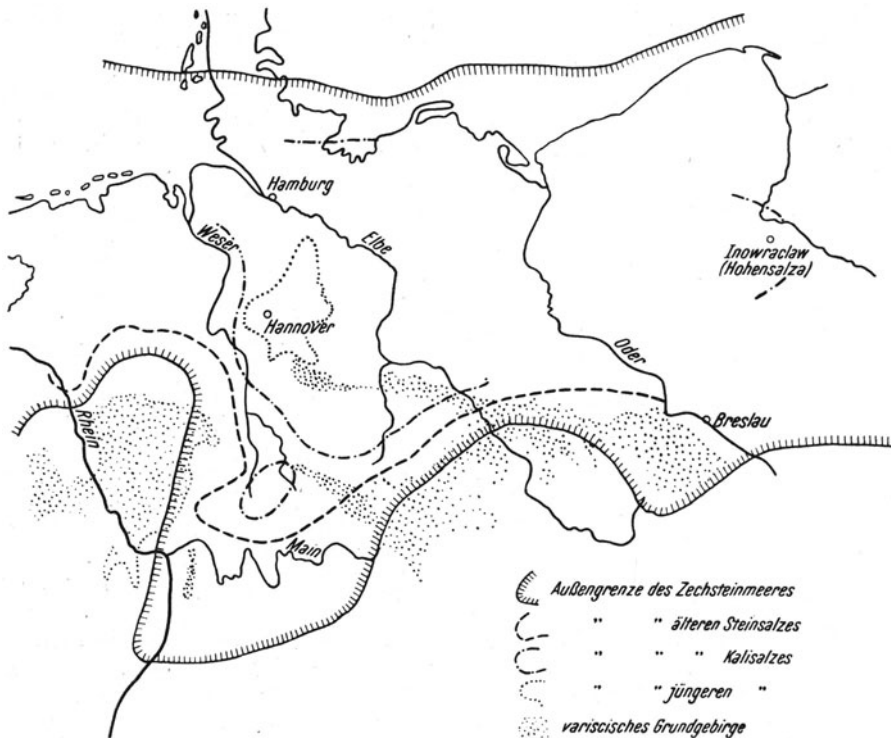 Hamburg
Weser
Elbe
Inowraclaw
(Hohensalza)
Hannover
Oder
Rhein
Breslau
Main
Außengrenze des Zechsteinmeeres
" " älteren Steinsalzes
" " " Kalisalzes
" " jüngeren "
variscisches Grundgebirge